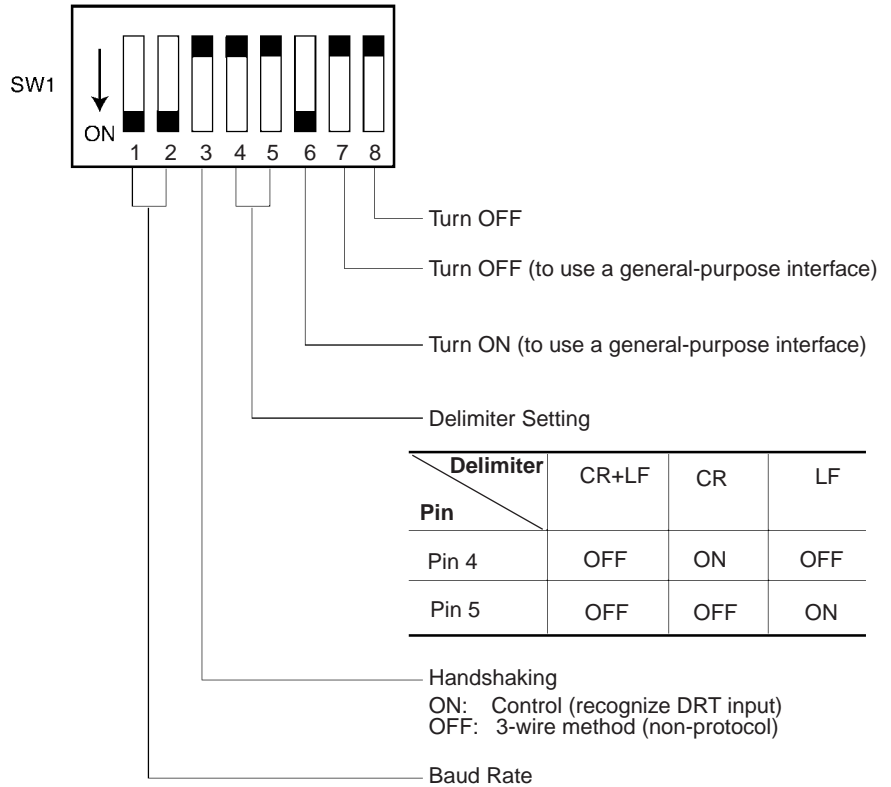 SW1
ON
1 2 3 4 5 6 7 8
Turn OFF
Turn OFF (to use a general-purpose interface)
Turn ON (to use a general-purpose interface)
Delimiter Setting
Delimiter CR+LF CR LF
Pin
Pin 4 OFF ON OFF
Pin 5 OFF OFF ON
Handshaking
ON: Control (recognize DRT input)
OFF: 3-wire method (non-protocol)
Baud Rate